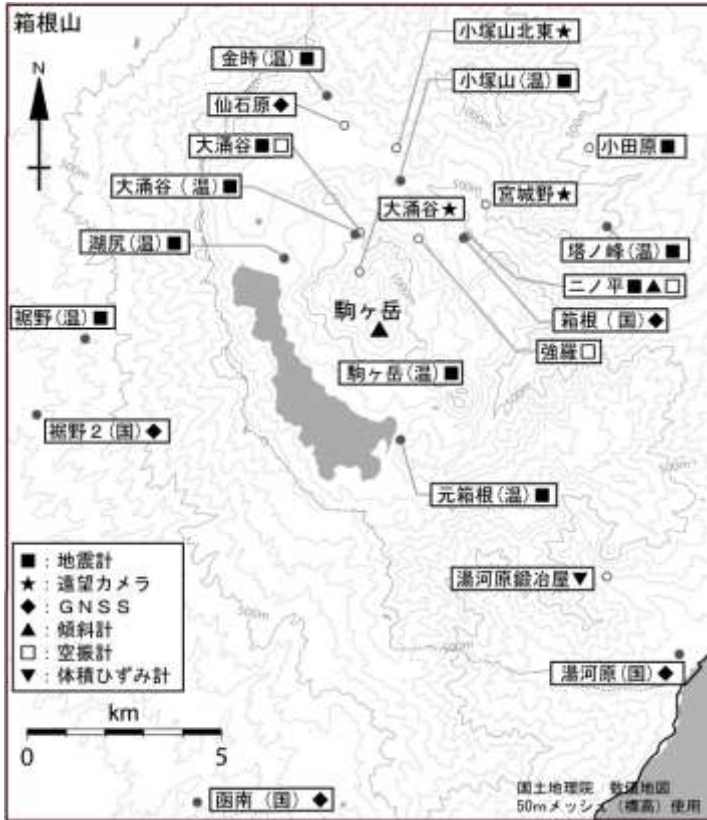 箱根山
小塚山北東★
金時(温)■
小塚山(温)■
N
仙石原◆
大涌谷■□
小田原■
大涌谷(温)■
宮城野★
大涌谷★
湖尻(温)■
塔ノ峰(温)■
二ノ平■▲□
駒ヶ岳
箱根(国)◆
裾野(温)■
強羅□
駒ヶ岳(温)■
裾野2(国)◆
元箱根(温)■
■:地震計
★:遠望カメラ
◆:GNSS
▲:傾斜計
□:空振計
▼:体積ひずみ計
湯河原鍛冶屋▼
湯河原(国)◆
km
0 5
函南(国)◆
国土地理院 数値地図
50mメッシュ(標高)使用
500m